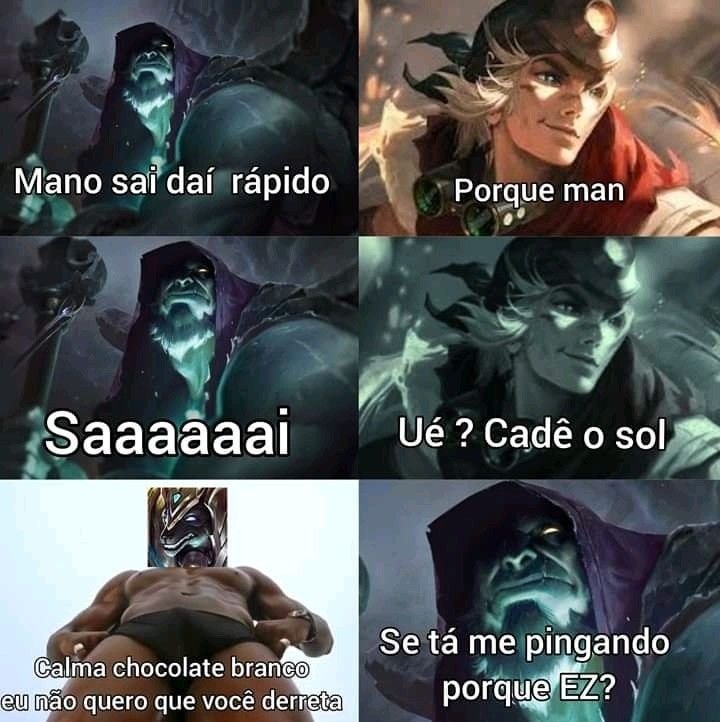 Mano sai daí rápido
Porque man
Saaaaaai
Ué ? Cadê o sol
Calma chocolate branco
eu não quero que você derreta
Se tá me pingando
porque EZ?